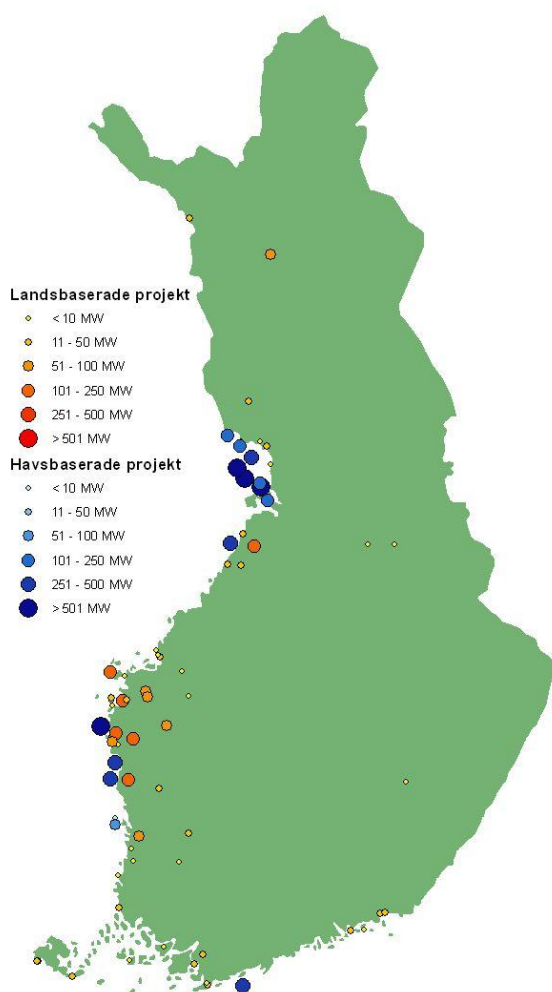 Landsbaserade projekt
< 10 MW
11 - 50 MW
51 - 100 MW
101 - 250 MW
251 - 500 MW
> 501 MW
Havsbaserade projekt
< 10 MW
11 - 50 MW
51 - 100 MW
101 - 250 MW
251 - 500 MW
> 501 MW